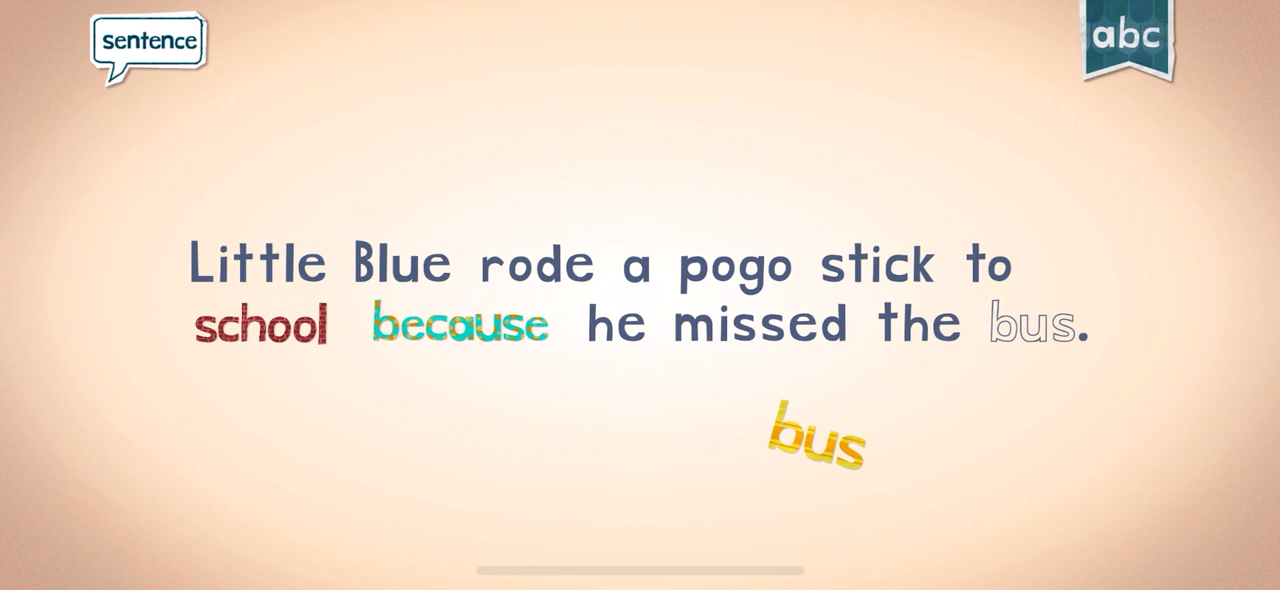 sentence
abc
Little Blue rode a pogo stick to
school because he missed the bus.
bus